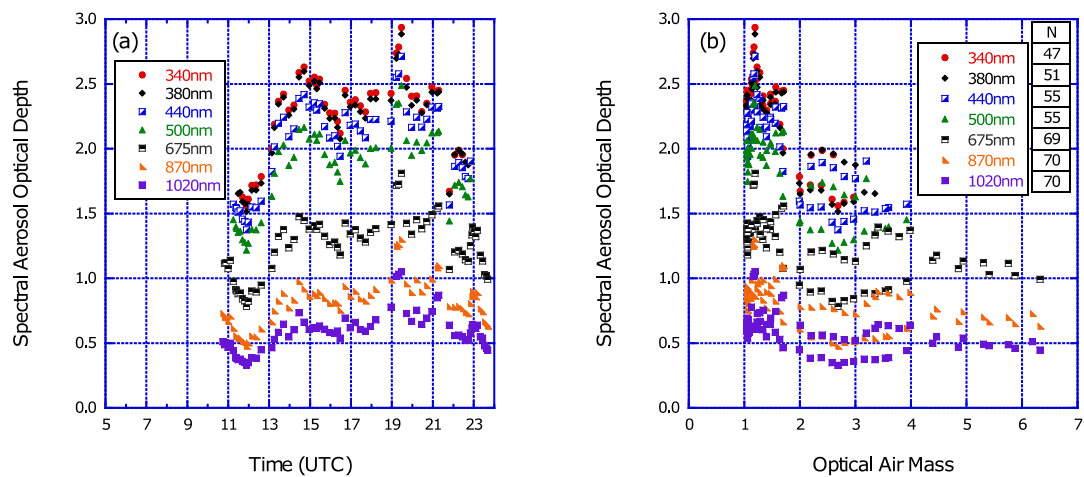 (a)
Spectral Aerosol Optical Depth
3.0
2.5
2.0
1.5
1.0
0.5
0.0
340nm
380nm
440nm
500nm
675nm
870nm
1020nm
5 7 9 11 13 15 17 19 21 23
Time (UTC)
(b)
Spectral Aerosol Optical Depth
3.0
2.5
2.0
1.5
1.0
0.5
0.0
N
340nm 47
380nm 51
440nm 55
500nm 55
675nm 69
870nm 70
1020nm 70
0 1 2 3 4 5 6 7
Optical Air Mass